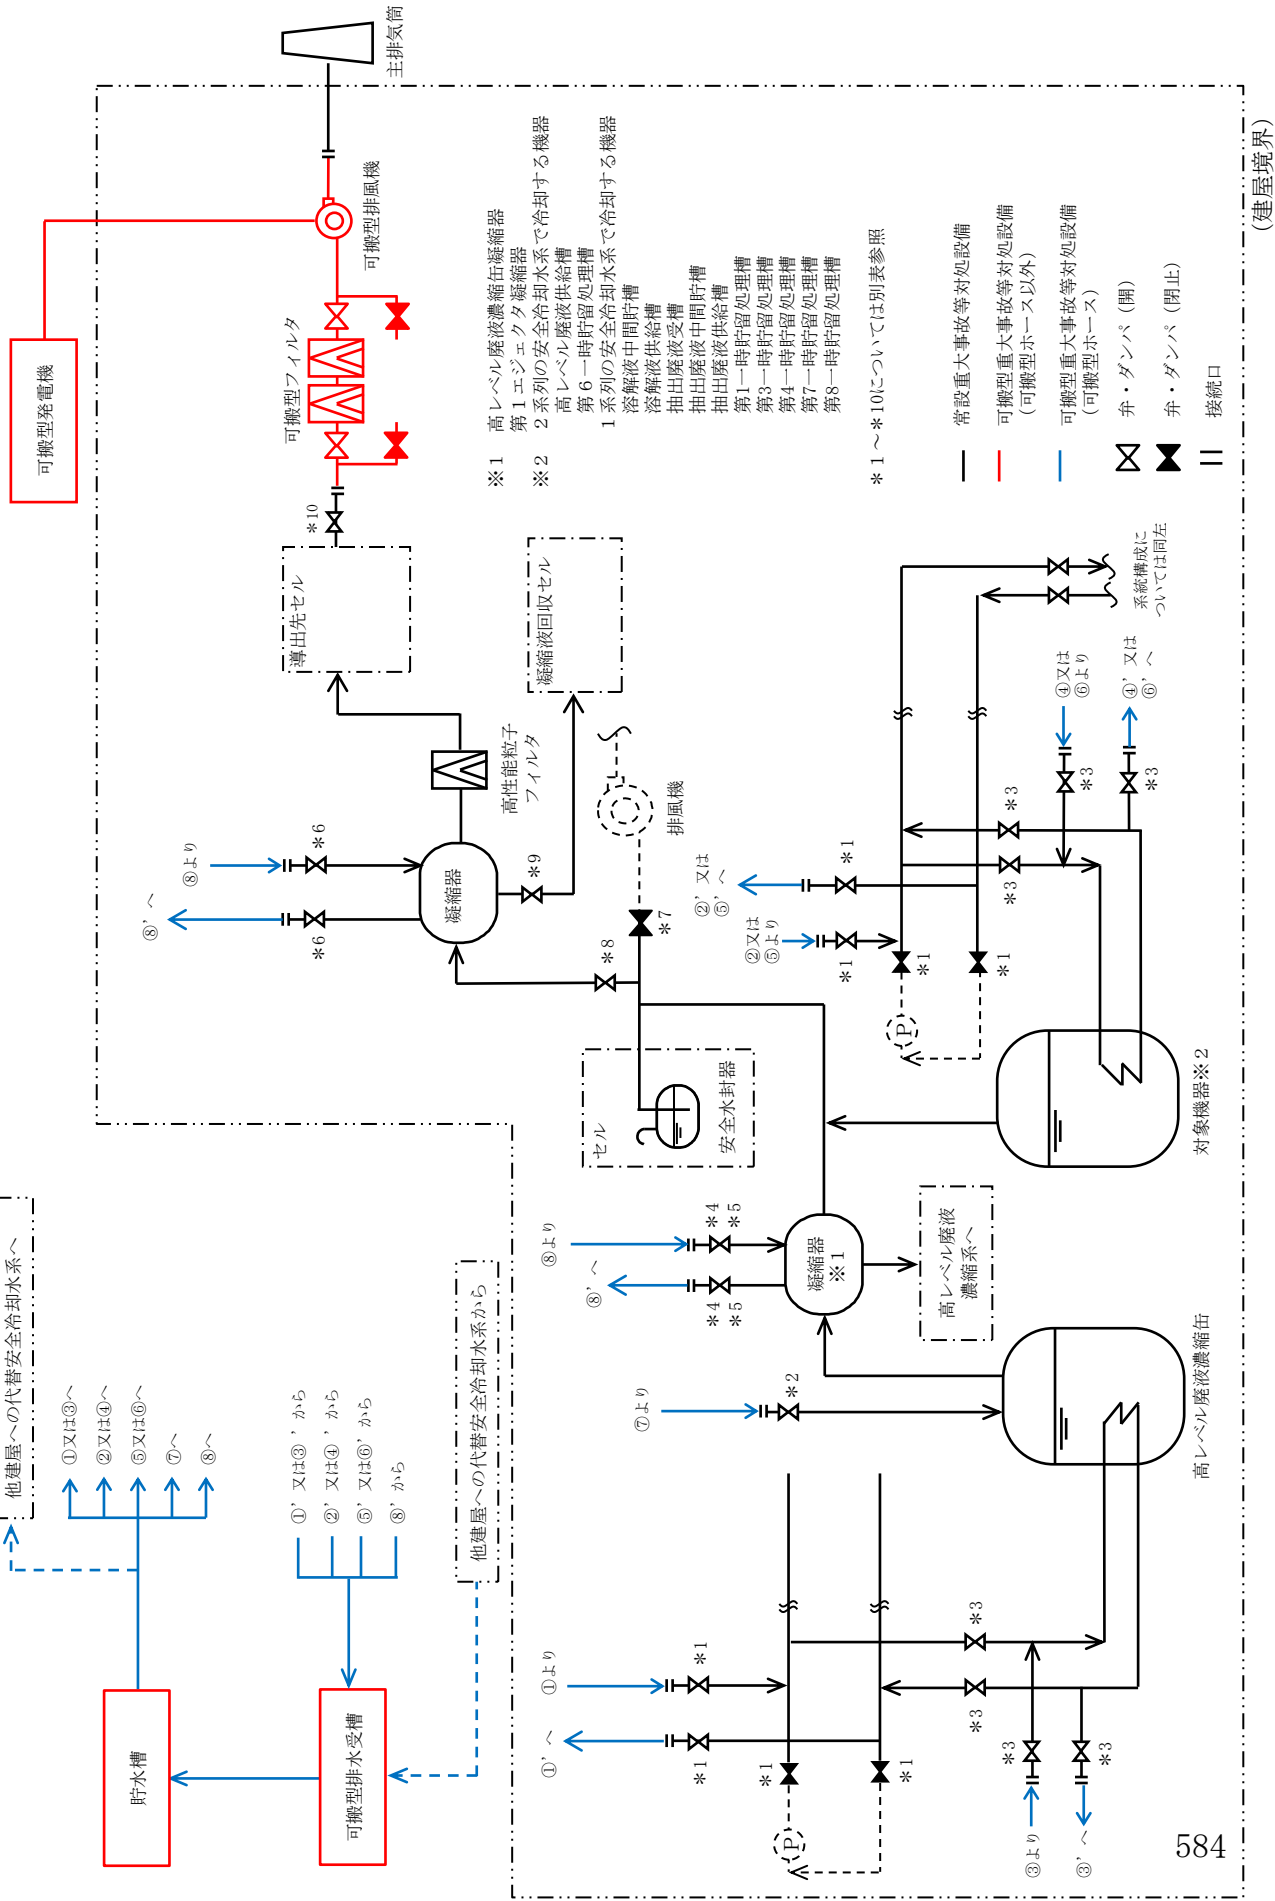 主排気筒
可搬型排風機
可搬型フィルタ
可搬型発電機
＊10
導出先セル
凝縮液回収セル
高性能粒子
フィルタ
排風機
⑧より
⑧’へ
＊6
＊6
凝縮器
＊9
＊8
＊7
セル
安全水封器
※1　高レベル廃液濃縮缶凝縮器
第１エジェクタ凝縮器
※2　２系列の安全冷却水系で冷却する機器
高レベル廃液供給槽
第６一時貯留処理槽
１系列の安全冷却水系で冷却する機器
溶解液中間貯槽
溶解液供給槽
抽出廃液受槽
抽出廃液中間貯槽
抽出廃液供給槽
第1一時貯留処理槽
第3一時貯留処理槽
第4一時貯留処理槽
第7一時貯留処理槽
第8一時貯留処理槽
＊1～＊10については別表参照
常設重大事故等対処設備
可搬型重大事故等対処設備
（可搬型ホース以外）
可搬型重大事故等対処設備
（可搬型ホース）
弁・ダンパ（開）
弁・ダンパ（閉止）
接続口
（建屋境界）
系統構成に
ついては同左
④又は
⑥より
④’又は
⑥’へ
＊3
＊3
＊3
＊3
②’又は
⑤’へ
②又は
⑤より
＊1
＊1
＊1
＊1
P
対象機器※2
⑧より
⑧’へ
＊4
＊5
＊4
＊5
凝縮器
※1
高レベル廃液
濃縮系へ
⑦より
＊2
高レベル廃液濃縮缶
他建屋への代替安全冷却水系へ
①又は③へ
②又は④へ
⑤又は⑥へ
⑦へ
⑧へ
①’又は③’から
②’又は④’から
⑤’又は⑥’から
⑧’から
他建屋への代替安全冷却水系から
貯水槽
可搬型排水受槽
①より
①’へ
＊1
＊1
＊1
＊1
P
＊3
＊3
＊3
＊3
③より
③’へ
584